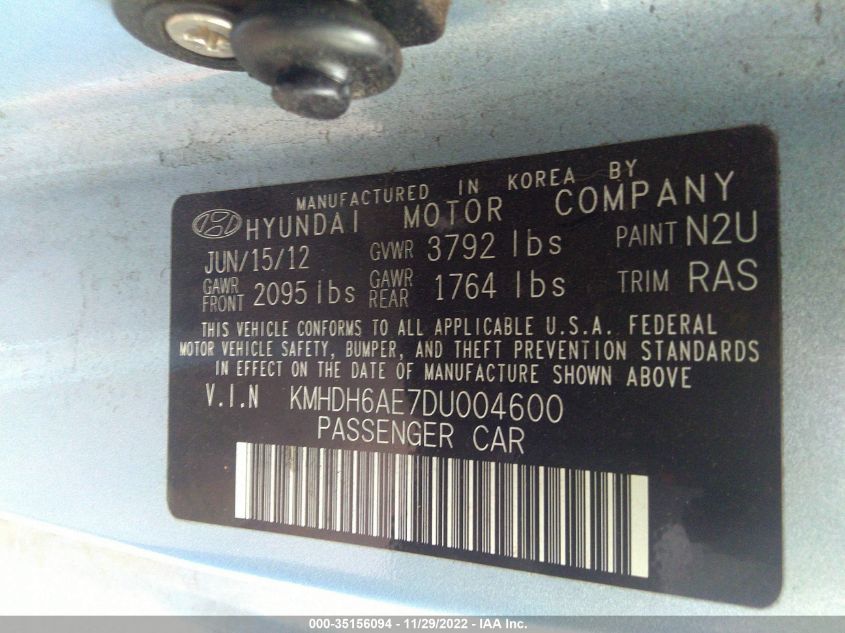 MANUFACTURED IN KOREA BY
HYUNDAI MOTOR COMPANY
JUN/15/12 GVWR 3792 lbs PAINT N2U
GAWR FRONT 2095 lbs GAWR REAR 1764 lbs TRIM RAS
THIS VEHICLE CONFORMS TO ALL APPLICABLE U.S.A. FEDERAL
MOTOR VEHICLE SAFETY, BUMPER, AND THEFT PREVENTION STANDARDS
IN EFFECT ON THE DATE OF MANUFACTURE SHOWN ABOVE
V.I.N KMHDH6AE7DU004600
PASSENGER CAR
000-35156094 - 11/29/2022 - IAA Inc.